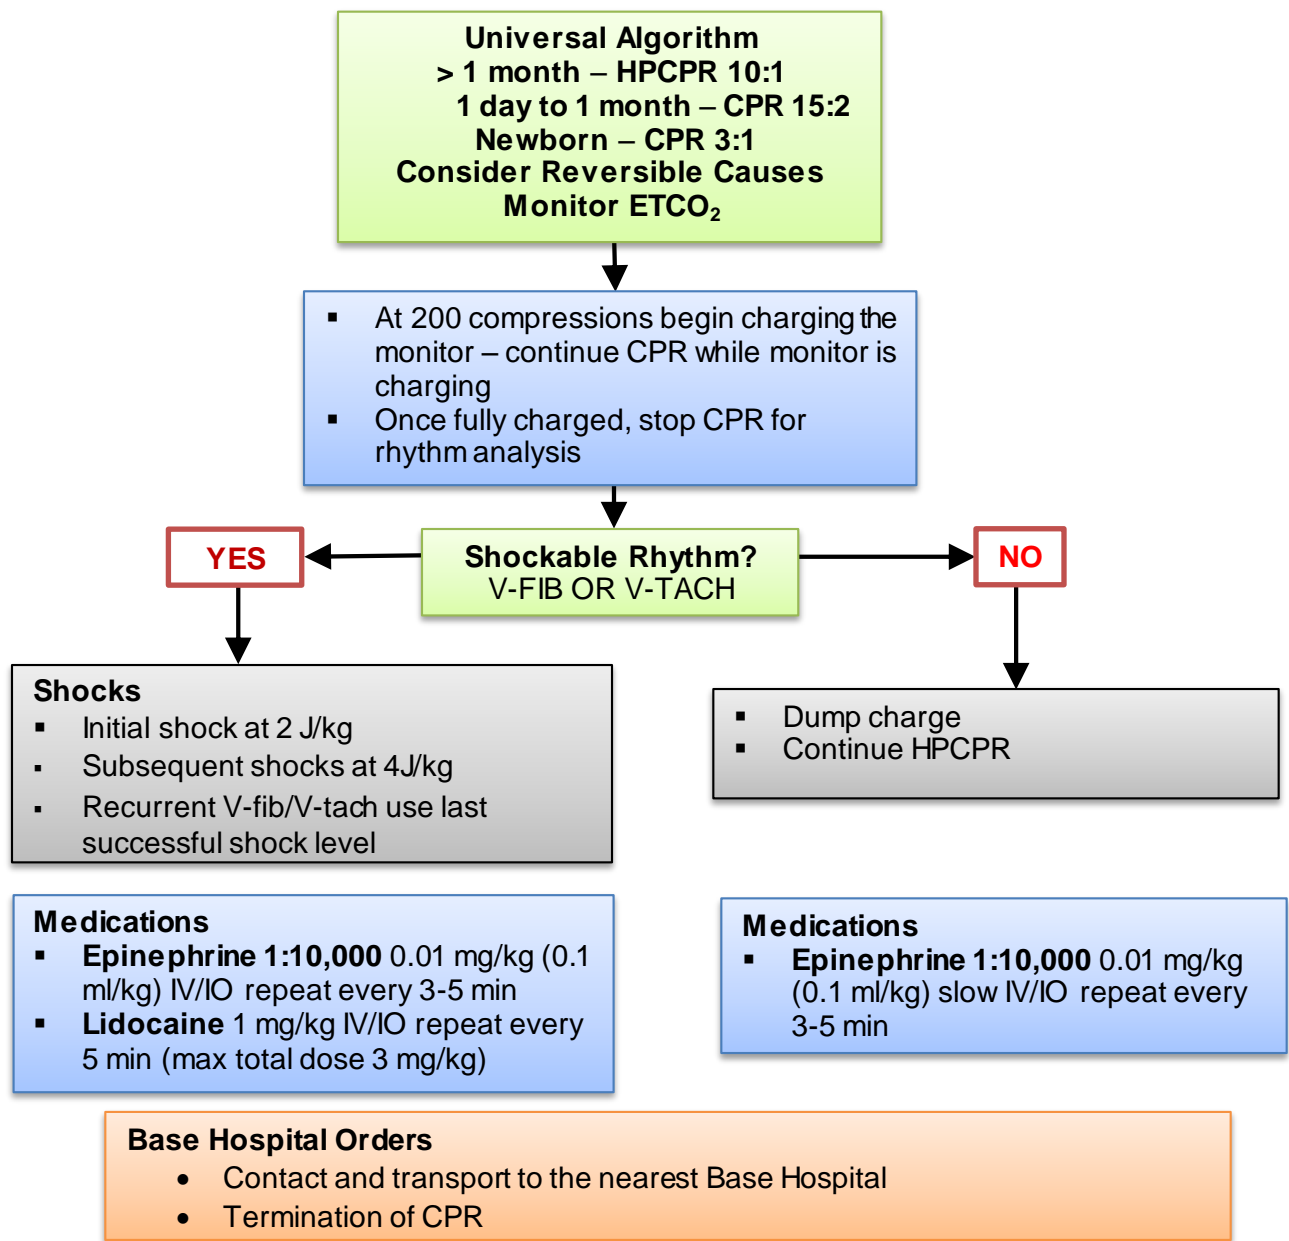 Universal Algorithm
> 1 month – HPCPR 10:1
1 day to 1 month – CPR 15:2
Newborn – CPR 3:1
Consider Reversible Causes
Monitor ETCO₂
▪ At 200 compressions begin charging the
monitor – continue CPR while monitor is
charging
▪ Once fully charged, stop CPR for
rhythm analysis
YES
Shockable Rhythm?
V-FIB OR V-TACH
NO
Shocks
▪ Initial shock at 2 J/kg
▪ Subsequent shocks at 4J/kg
▪ Recurrent V-fib/V-tach use last
successful shock level
▪ Dump charge
▪ Continue HPCPR
Medications
▪ Epinephrine 1:10,000 0.01 mg/kg (0.1
ml/kg) IV/IO repeat every 3-5 min
▪ Lidocaine 1 mg/kg IV/IO repeat every
5 min (max total dose 3 mg/kg)
Medications
▪ Epinephrine 1:10,000 0.01 mg/kg
(0.1 ml/kg) slow IV/IO repeat every
3-5 min
Base Hospital Orders
• Contact and transport to the nearest Base Hospital
• Termination of CPR